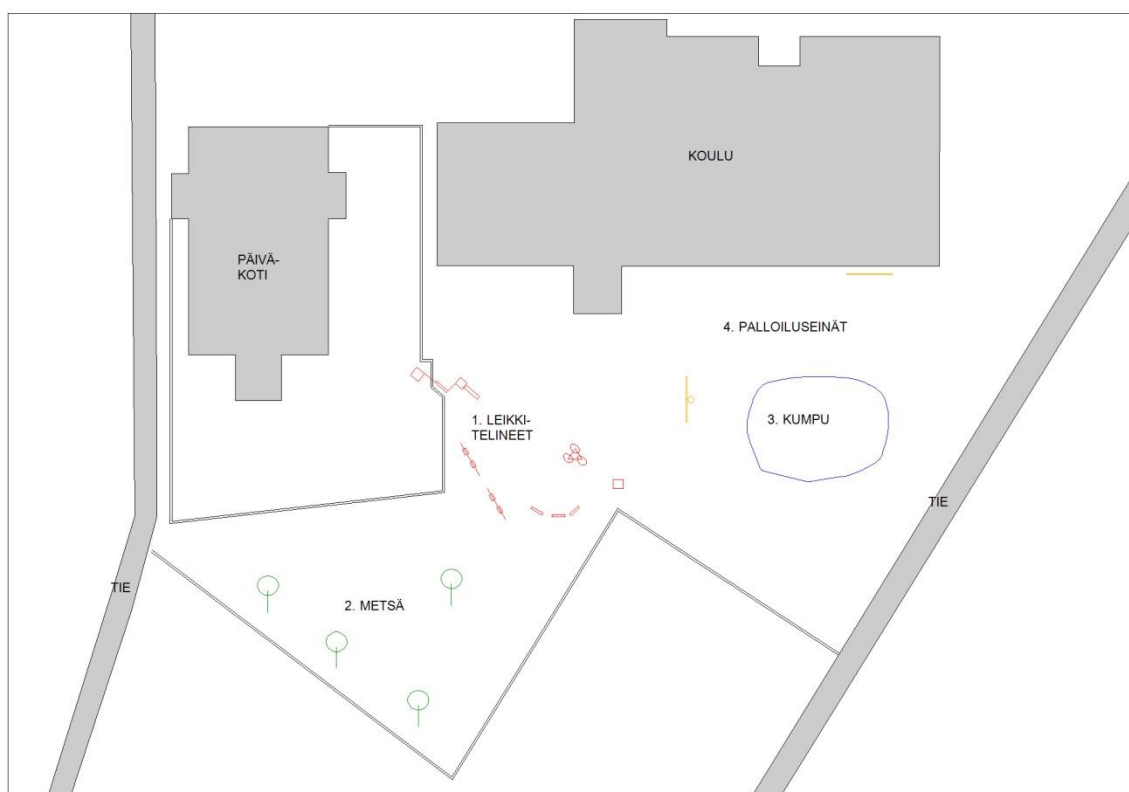 KOULU
PÄIVÄ-
KOTI
4. PALLOILUSEINÄT
1. LEIKKI-
TELINEET
3. KUMPU
TIE
TIE
2. METSÄ